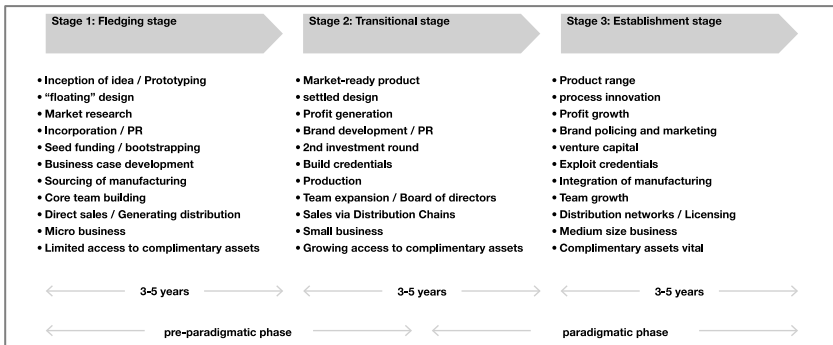 Stage 1: Fledging stage
• Inception of idea / Prototyping
• “floating” design
• Market research
• Incorporation / PR
• Seed funding / bootstrapping
• Business case development
• Sourcing of manufacturing
• Core team building
• Direct sales / Generating distribution
• Micro business
• Limited access to complimentary assets
Stage 2: Transitional stage
• Market-ready product
• settled design
• Profit generation
• Brand development / PR
• 2nd investment round
• Build credentials
• Production
• Team expansion / Board of directors
• Sales via Distribution Chains
• Small business
• Growing access to complimentary assets
Stage 3: Establishment stage
• Product range
• process innovation
• Profit growth
• Brand policing and marketing
• venture capital
• Exploit credentials
• Integration of manufacturing
• Team growth
• Distribution networks / Licensing
• Medium size business
• Complimentary assets vital
3-5 years
3-5 years
3-5 years
pre-paradigmatic phase
paradigmatic phase